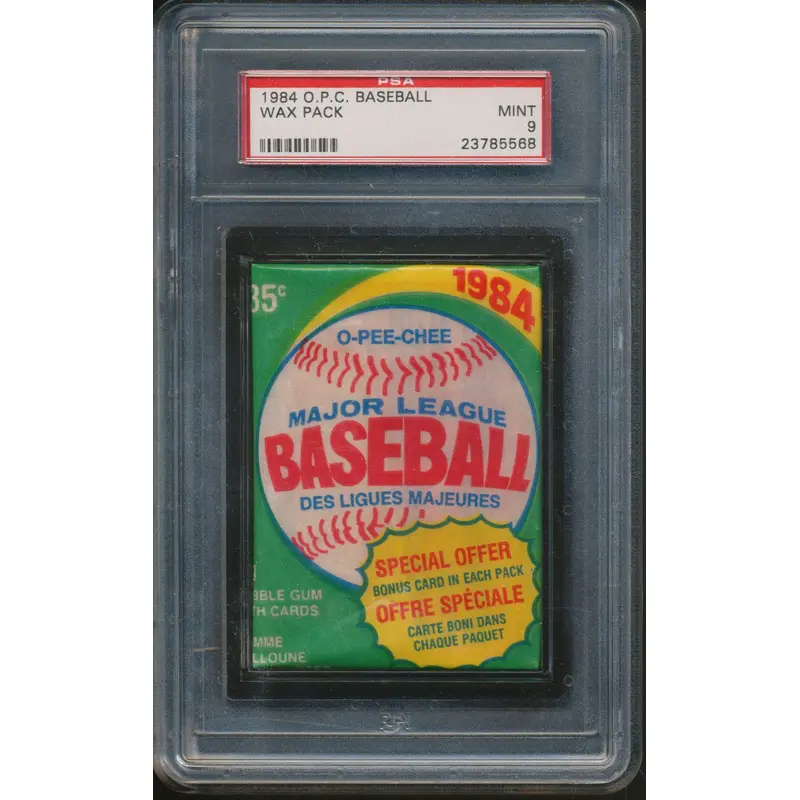 PSA
1984 O.P.C. BASEBALL
WAX PACK
MINT
9
23785568
35¢
1984
O-PEE-CHEE
MAJOR LEAGUE
BASEBALL
DES LIGUES MAJEURES
SPECIAL OFFER
BONUS CARD IN EACH PACK
OFFRE SPÉCIALE
CARTE BONI DANS
CHAQUE PAQUET
BBLE GUM
TH CARDS
MME
LLOUNE
PSA